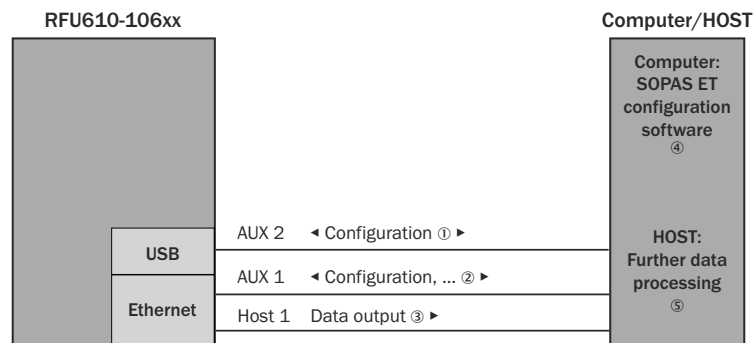 RFU610-106xx
Computer/HOST
Computer:
SOPAS ET
configuration
software
④
AUX 2 ◄ Configuration ① ►
USB
AUX 1 ◄ Configuration, ... ② ►
Ethernet
Host 1 Data output ③ ►
HOST:
Further data
processing
⑤